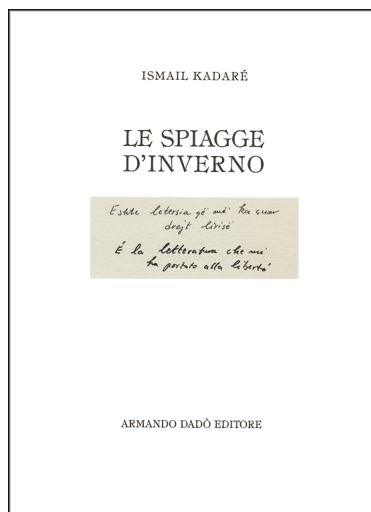 ISMAIL KADARÉ
LE SPIAGGE
D'INVERNO
Eshte letersia që më ka çuar
drejt lirisë
É la letteratura che mi
ha portato alla libertá
ARMANDO DADÒ EDITORE